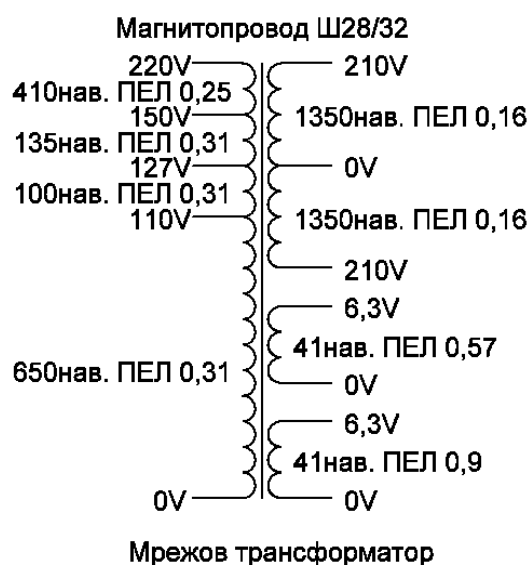 Магнитопровод Ш28/32
220V
210V
410нав. ПЕЛ 0,25
150V
1350нав. ПЕЛ 0,16
135нав. ПЕЛ 0,31
127V
0V
100нав. ПЕЛ 0,31
110V
1350нав. ПЕЛ 0,16
210V
6,3V
650нав. ПЕЛ 0,31
41нав. ПЕЛ 0,57
0V
6,3V
41нав. ПЕЛ 0,9
0V
0V
Мрежов трансформатор